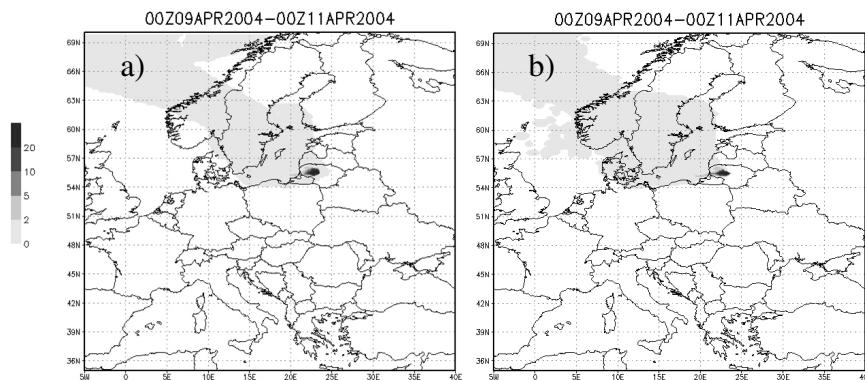 00Z09APR2004-00Z11APR2004
a)
69N
66N
63N
60N
57N
54N
51N
48N
45N
42N
39N
36N
5W 0 5E 10E 15E 20E 25E 30E 35E 40E
20
10
5
2
0
00Z09APR2004-00Z11APR2004
b)
69N
66N
63N
60N
57N
54N
51N
48N
45N
42N
39N
36N
5W 0 5E 10E 15E 20E 25E 30E 35E 40E